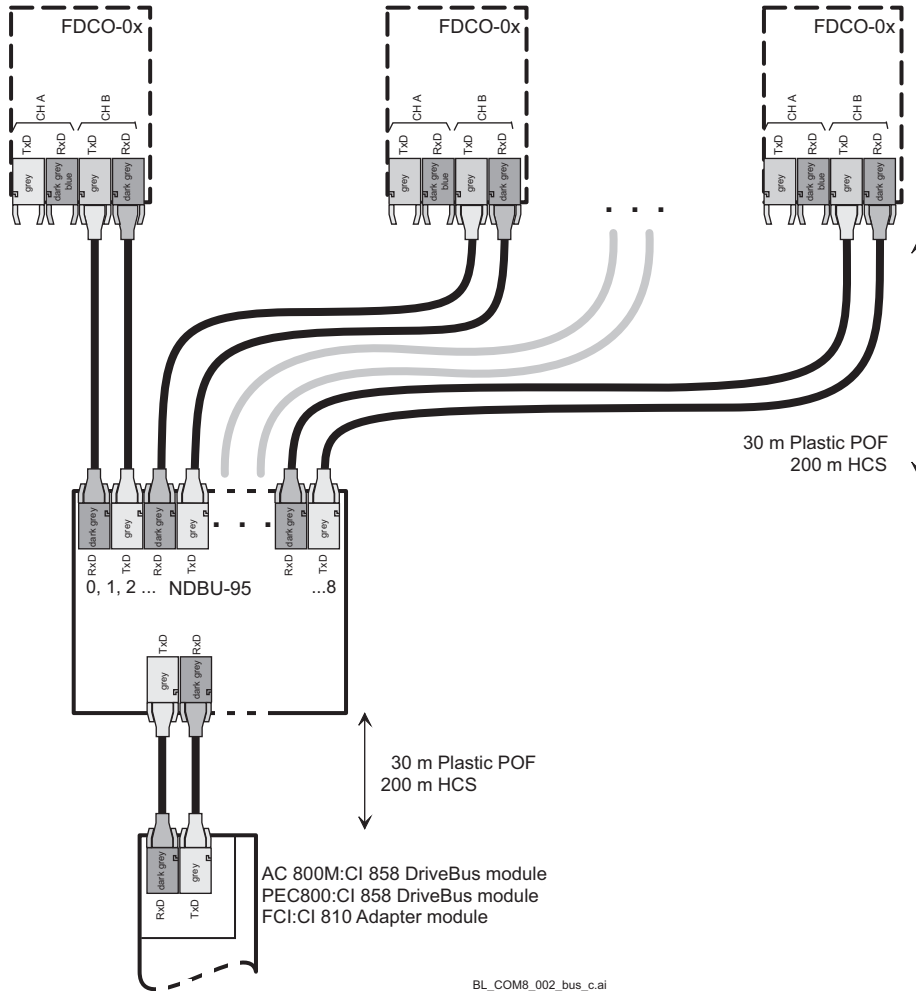 FDCO-0x
FDCO-0x
FDCO-0x
CH A
CH B
CH A
CH B
CH A
CH B
TxD
RxD
TxD
RxD
TxD
RxD
TxD
RxD
TxD
RxD
TxD
RxD
grey
dark grey
blue
grey
dark grey
grey
dark grey
blue
grey
dark grey
grey
dark grey
blue
grey
dark grey
. . .
30 m Plastic POF
200 m HCS
dark grey
grey
dark grey
grey
. . .
dark grey
grey
RxD
TxD
RxD
TxD
RxD
TxD
0, 1, 2 ... NDBU-95 ...8
TxD
RxD
grey
dark grey
30 m Plastic POF
200 m HCS
dark grey
grey
RxD
TxD
AC 800M:CI 858 DriveBus module
PEC800:CI 858 DriveBus module
FCI:CI 810 Adapter module
BL_COM8_002_bus_c.ai